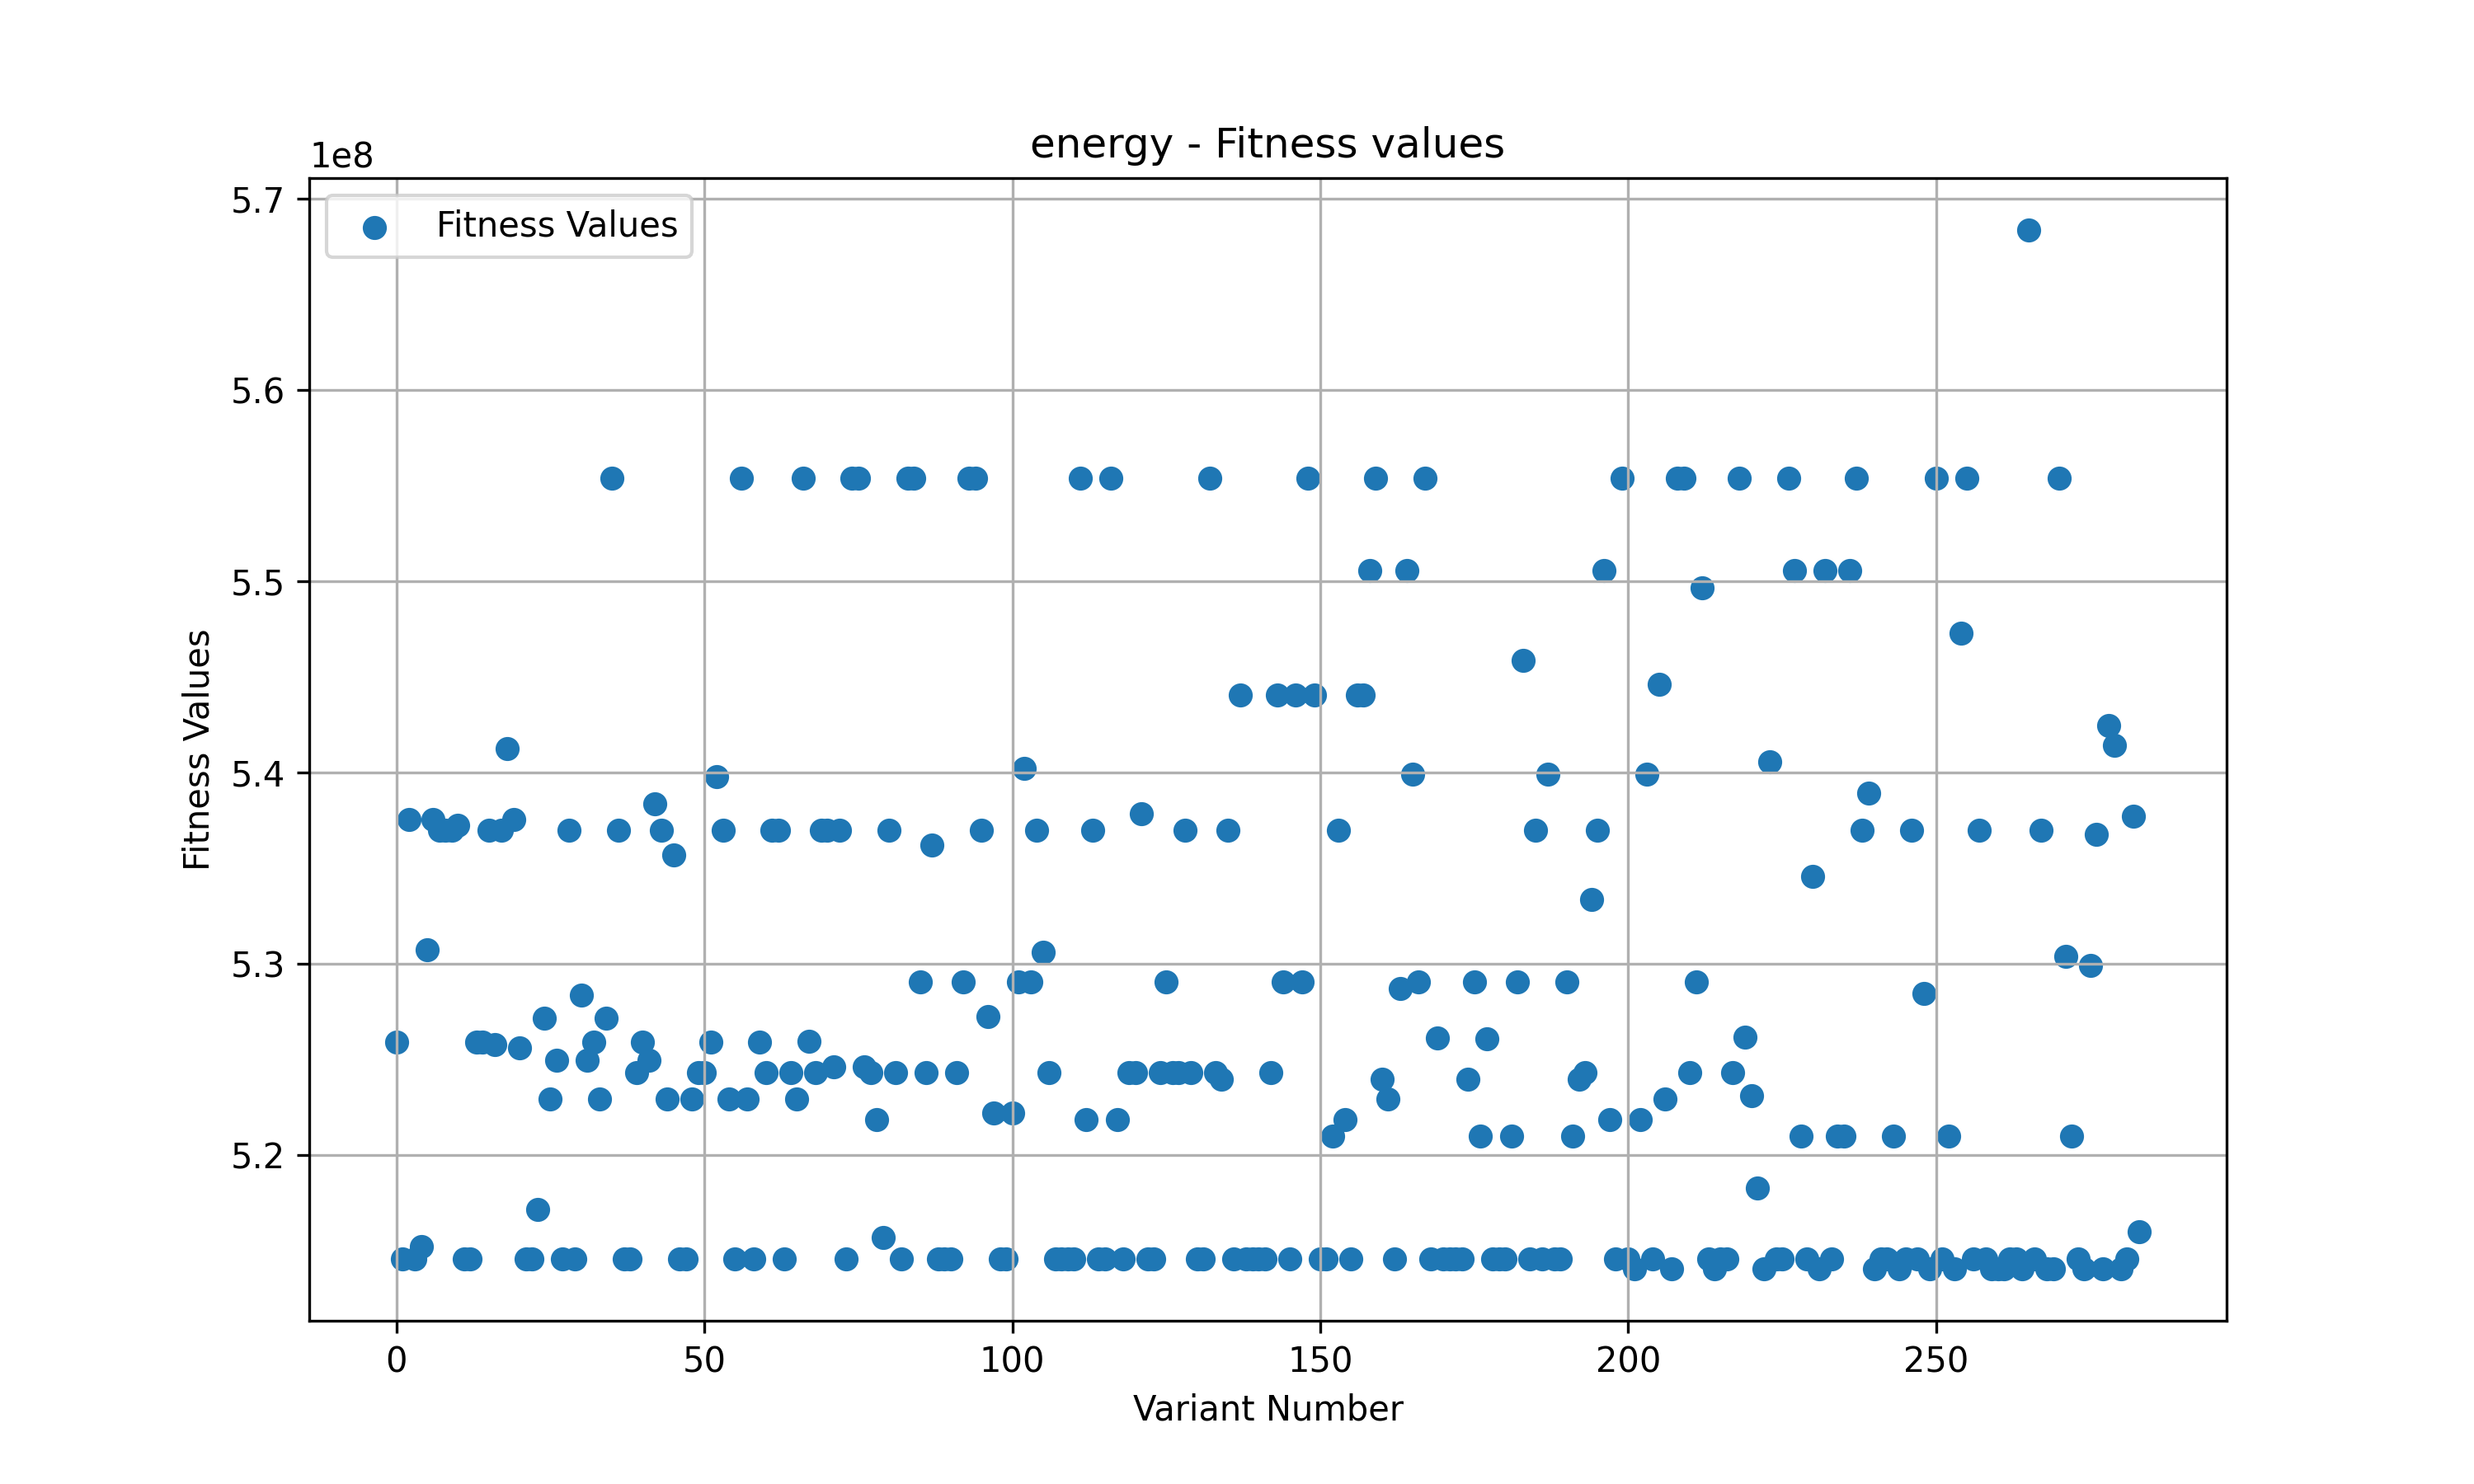 energy - Fitness values
1e8
Fitness Values
5.7
5.6
5.5
5.4
5.3
5.2
Fitness Values
0 50 100 150 200 250
Variant Number